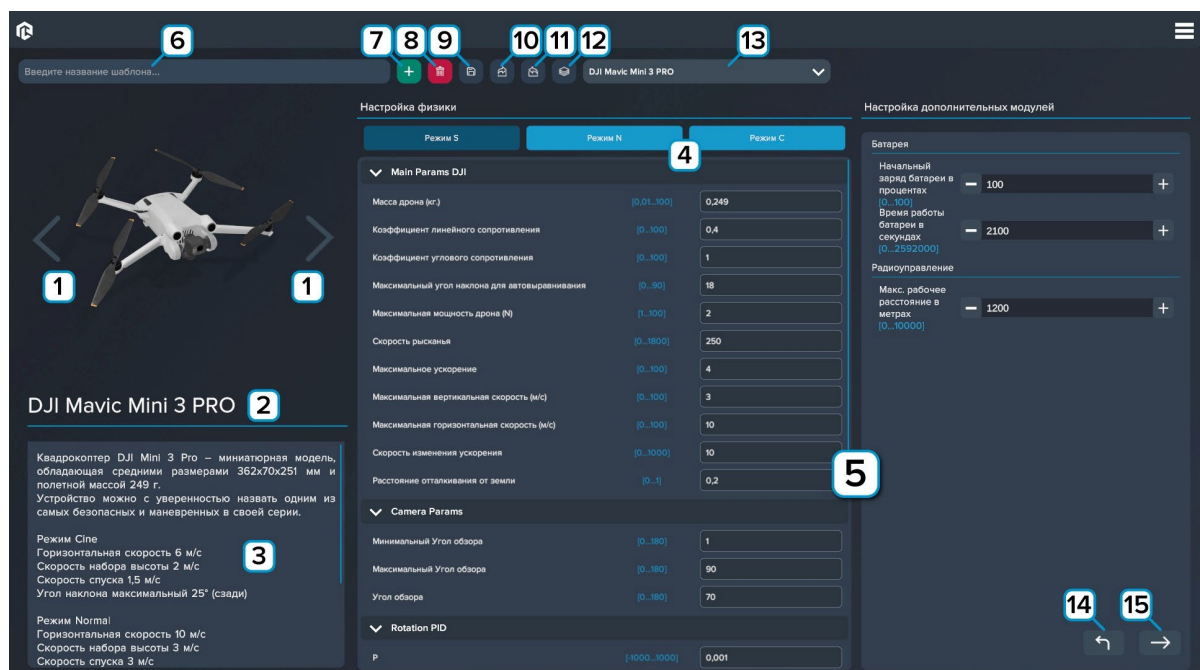 6
7
8
9
10
11
12
13
Введите название шаблона...
DJI Mavic Mini 3 PRO
Настройка физики
Настройка дополнительных модулей
Режим S
Режим N
Режим C
4
Батарея
Main Params DJI
Начальный
заряд батареи в
процентах
[0...100]
100
Масса дрона (кг.) [0,01...100] 0,249
Время работы
батареи в
секундах
[0...2592000]
2100
Коэффициент линейного сопротивления [0...100] 0,4
Коэффициент углового сопротивления [0...100] 1
Радиоуправление
Максимальный угол наклона для автовыравнивания [0...90] 18
Макс. рабочее
расстояние в
метрах
[0...10000]
1200
1
1
Максимальная мощность дрона (N) [1...100] 2
Скорость рысканья [0...1800] 250
Максимальное ускорение [0...100] 4
Максимальная вертикальная скорость (м/с) [0...100] 3
Максимальная горизонтальная скорость (м/с) [0...100] 10
Скорость изменения ускорения [0...1000] 10
Расстояние отталкивания от земли [0...1] 0,2
5
Camera Params
Минимальный Угол обзора [0...180] 1
Максимальный Угол обзора [0...180] 90
Угол обзора [0...180] 70
Rotation PID
P [-1000...1000] 0,001
DJI Mavic Mini 3 PRO 2
Квадрокоптер DJI Mini 3 Pro – миниатюрная модель,
обладающая средними размерами 362x70x251 мм и
полетной массой 249 г.
Устройство можно с уверенностью назвать одним из
самых безопасных и маневренных в своей серии.
Режим Cine
Горизонтальная скорость 6 м/с
Скорость набора высоты 2 м/с
Скорость спуска 1,5 м/с
Угол наклона максимальный 25° (сзади)
3
Режим Normal
Горизонтальная скорость 10 м/с
Скорость набора высоты 3 м/с
Скорость спуска 3 м/с
14
15